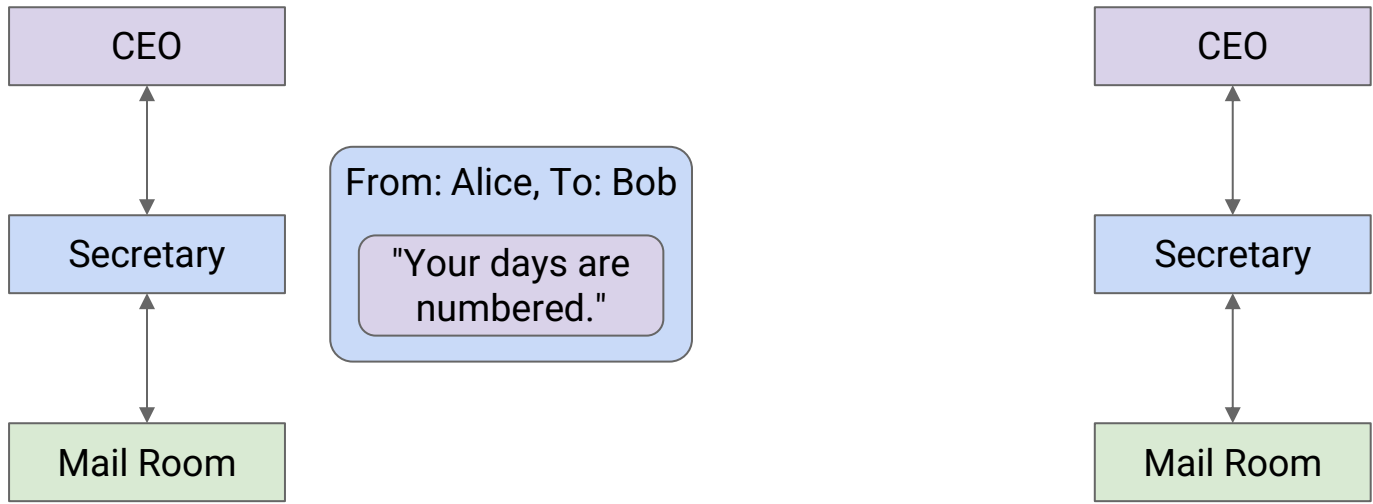 CEO
CEO
From: Alice, To: Bob
Secretary
"Your days are
numbered."
Secretary
Mail Room
Mail Room